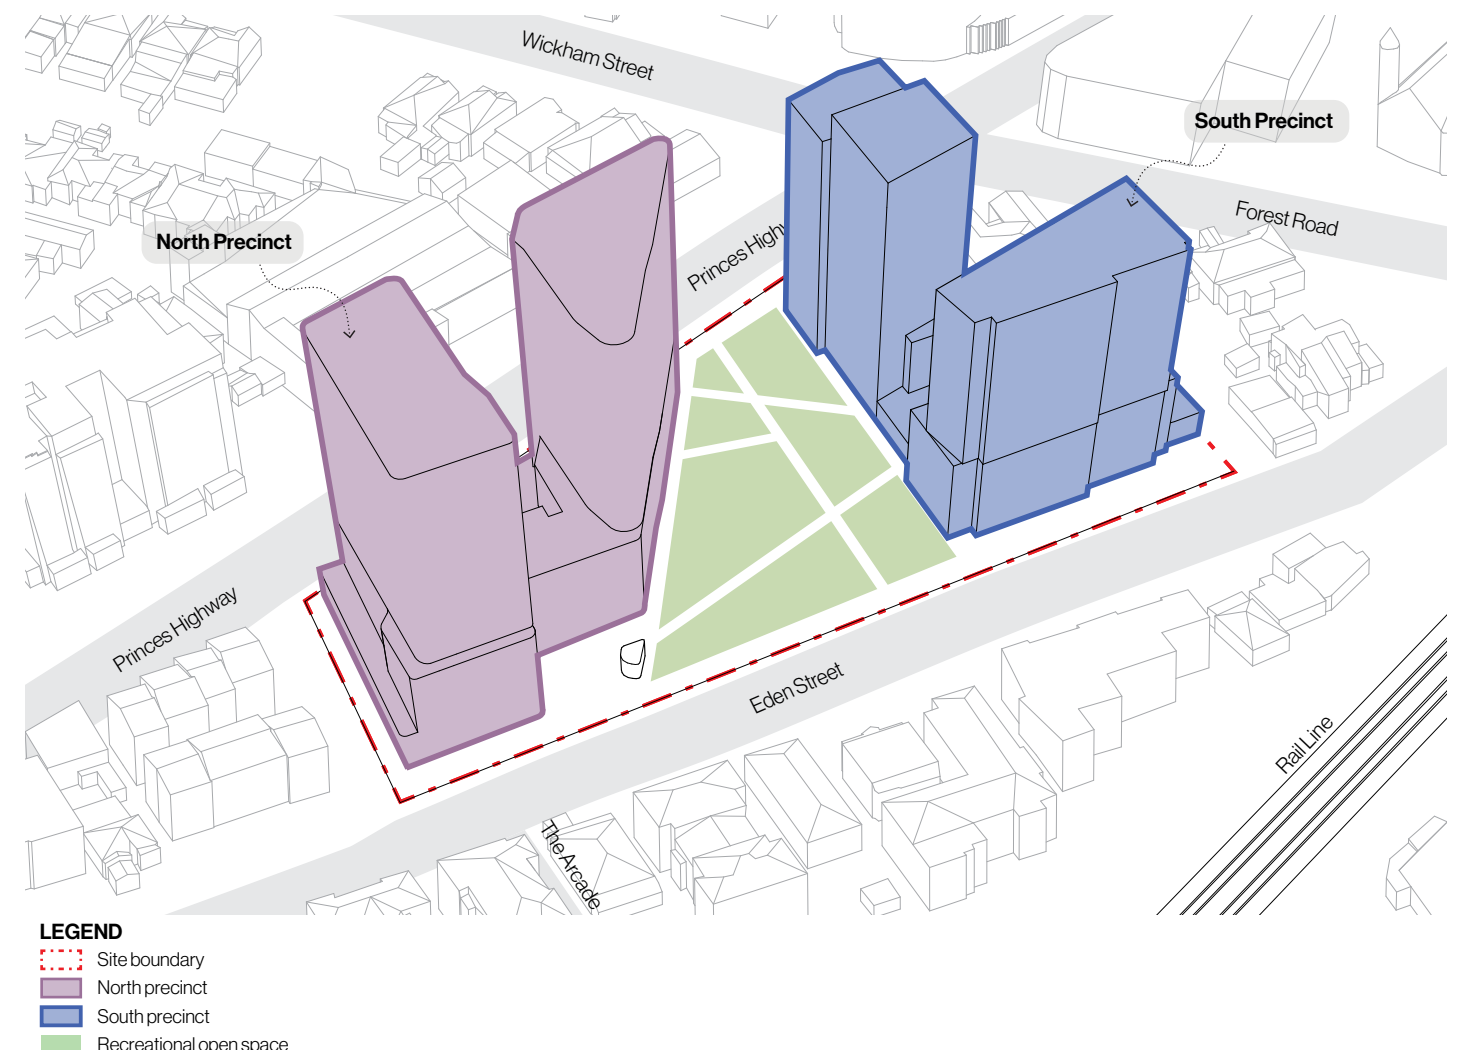 Wickham Street
South Precinct
Forest Road
North Precinct
Princes Highw
Princes Highway
Eden Street
Rail Line
The Arcade
LEGEND
Site boundary
North precinct
South precinct
Recreational open space